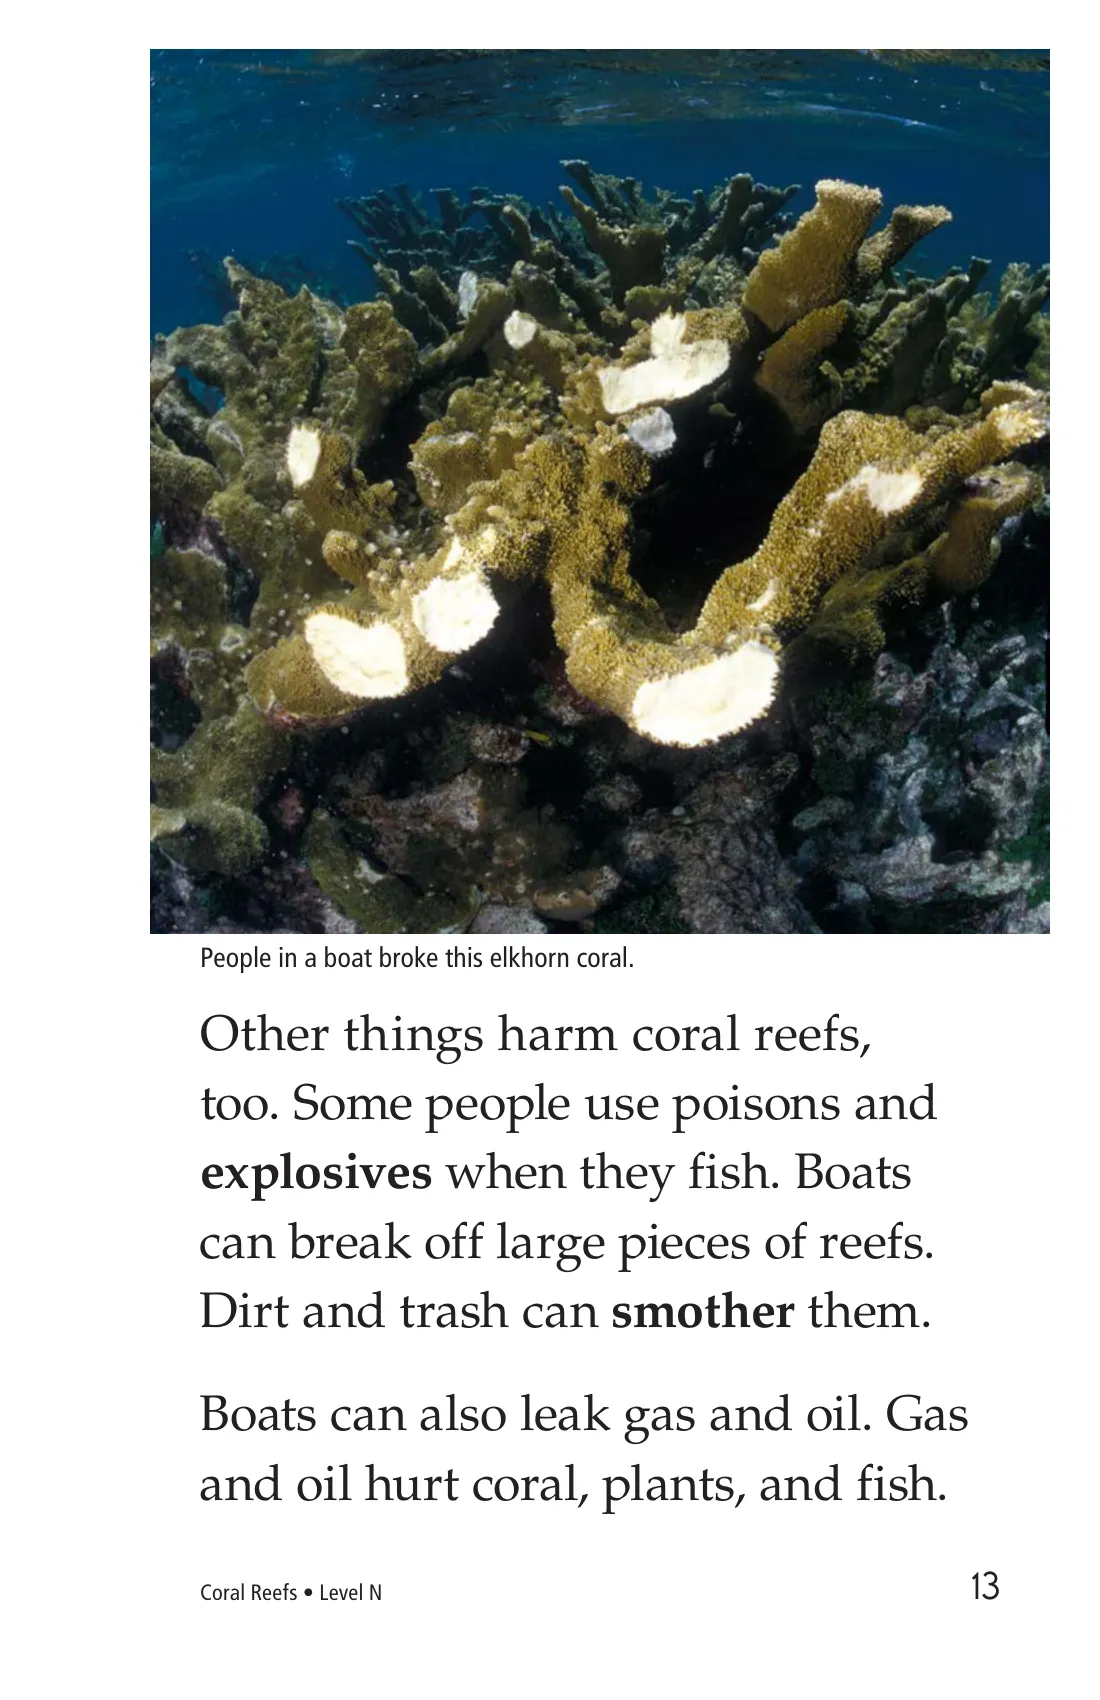 People in a boat broke this elkhorn coral.
Other things harm coral reefs,
too. Some people use poisons and
explosives when they fish. Boats
can break off large pieces of reefs.
Dirt and trash can smother them.
Boats can also leak gas and oil. Gas
and oil hurt coral, plants, and fish.
Coral Reefs • Level N
13